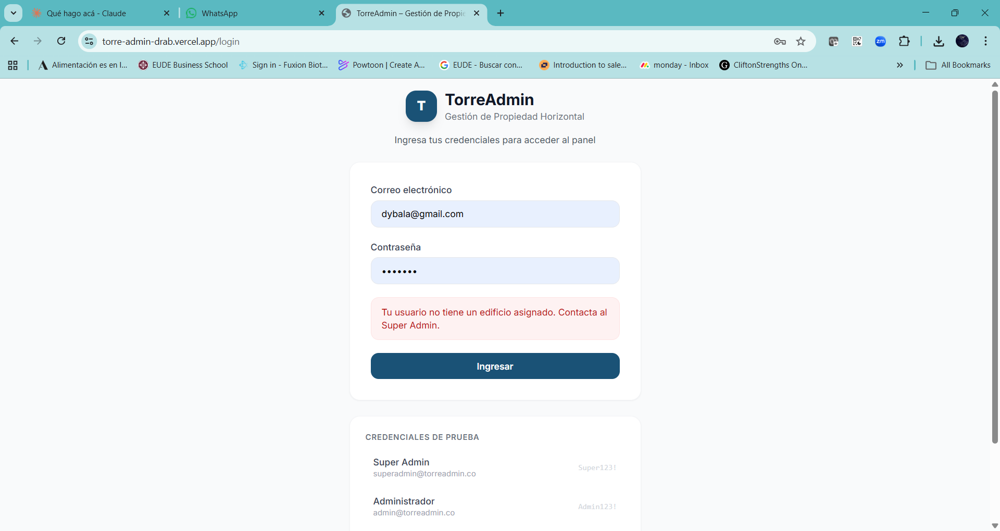 Qué hago acá - Claude
WhatsApp
TorreAdmin – Gestión de Propie
torre-admin-drab.vercel.app/login
zm
Alimentación es en l...
EUDE Business School
Sign in - Fuxion Biot...
Powtoon | Create A...
EUDE - Buscar con...
Introduction to sale...
monday - Inbox
CliftonStrengths On...
All Bookmarks
T
TorreAdmin
Gestión de Propiedad Horizontal
Ingresa tus credenciales para acceder al panel
Correo electrónico
dybala@gmail.com
Contraseña
•••••••
Tu usuario no tiene un edificio asignado. Contacta al
Super Admin.
Ingresar
CREDENCIALES DE PRUEBA
Super Admin
superadmin@torreadmin.co
Super123!
Administrador
admin@torreadmin.co
Admin123!